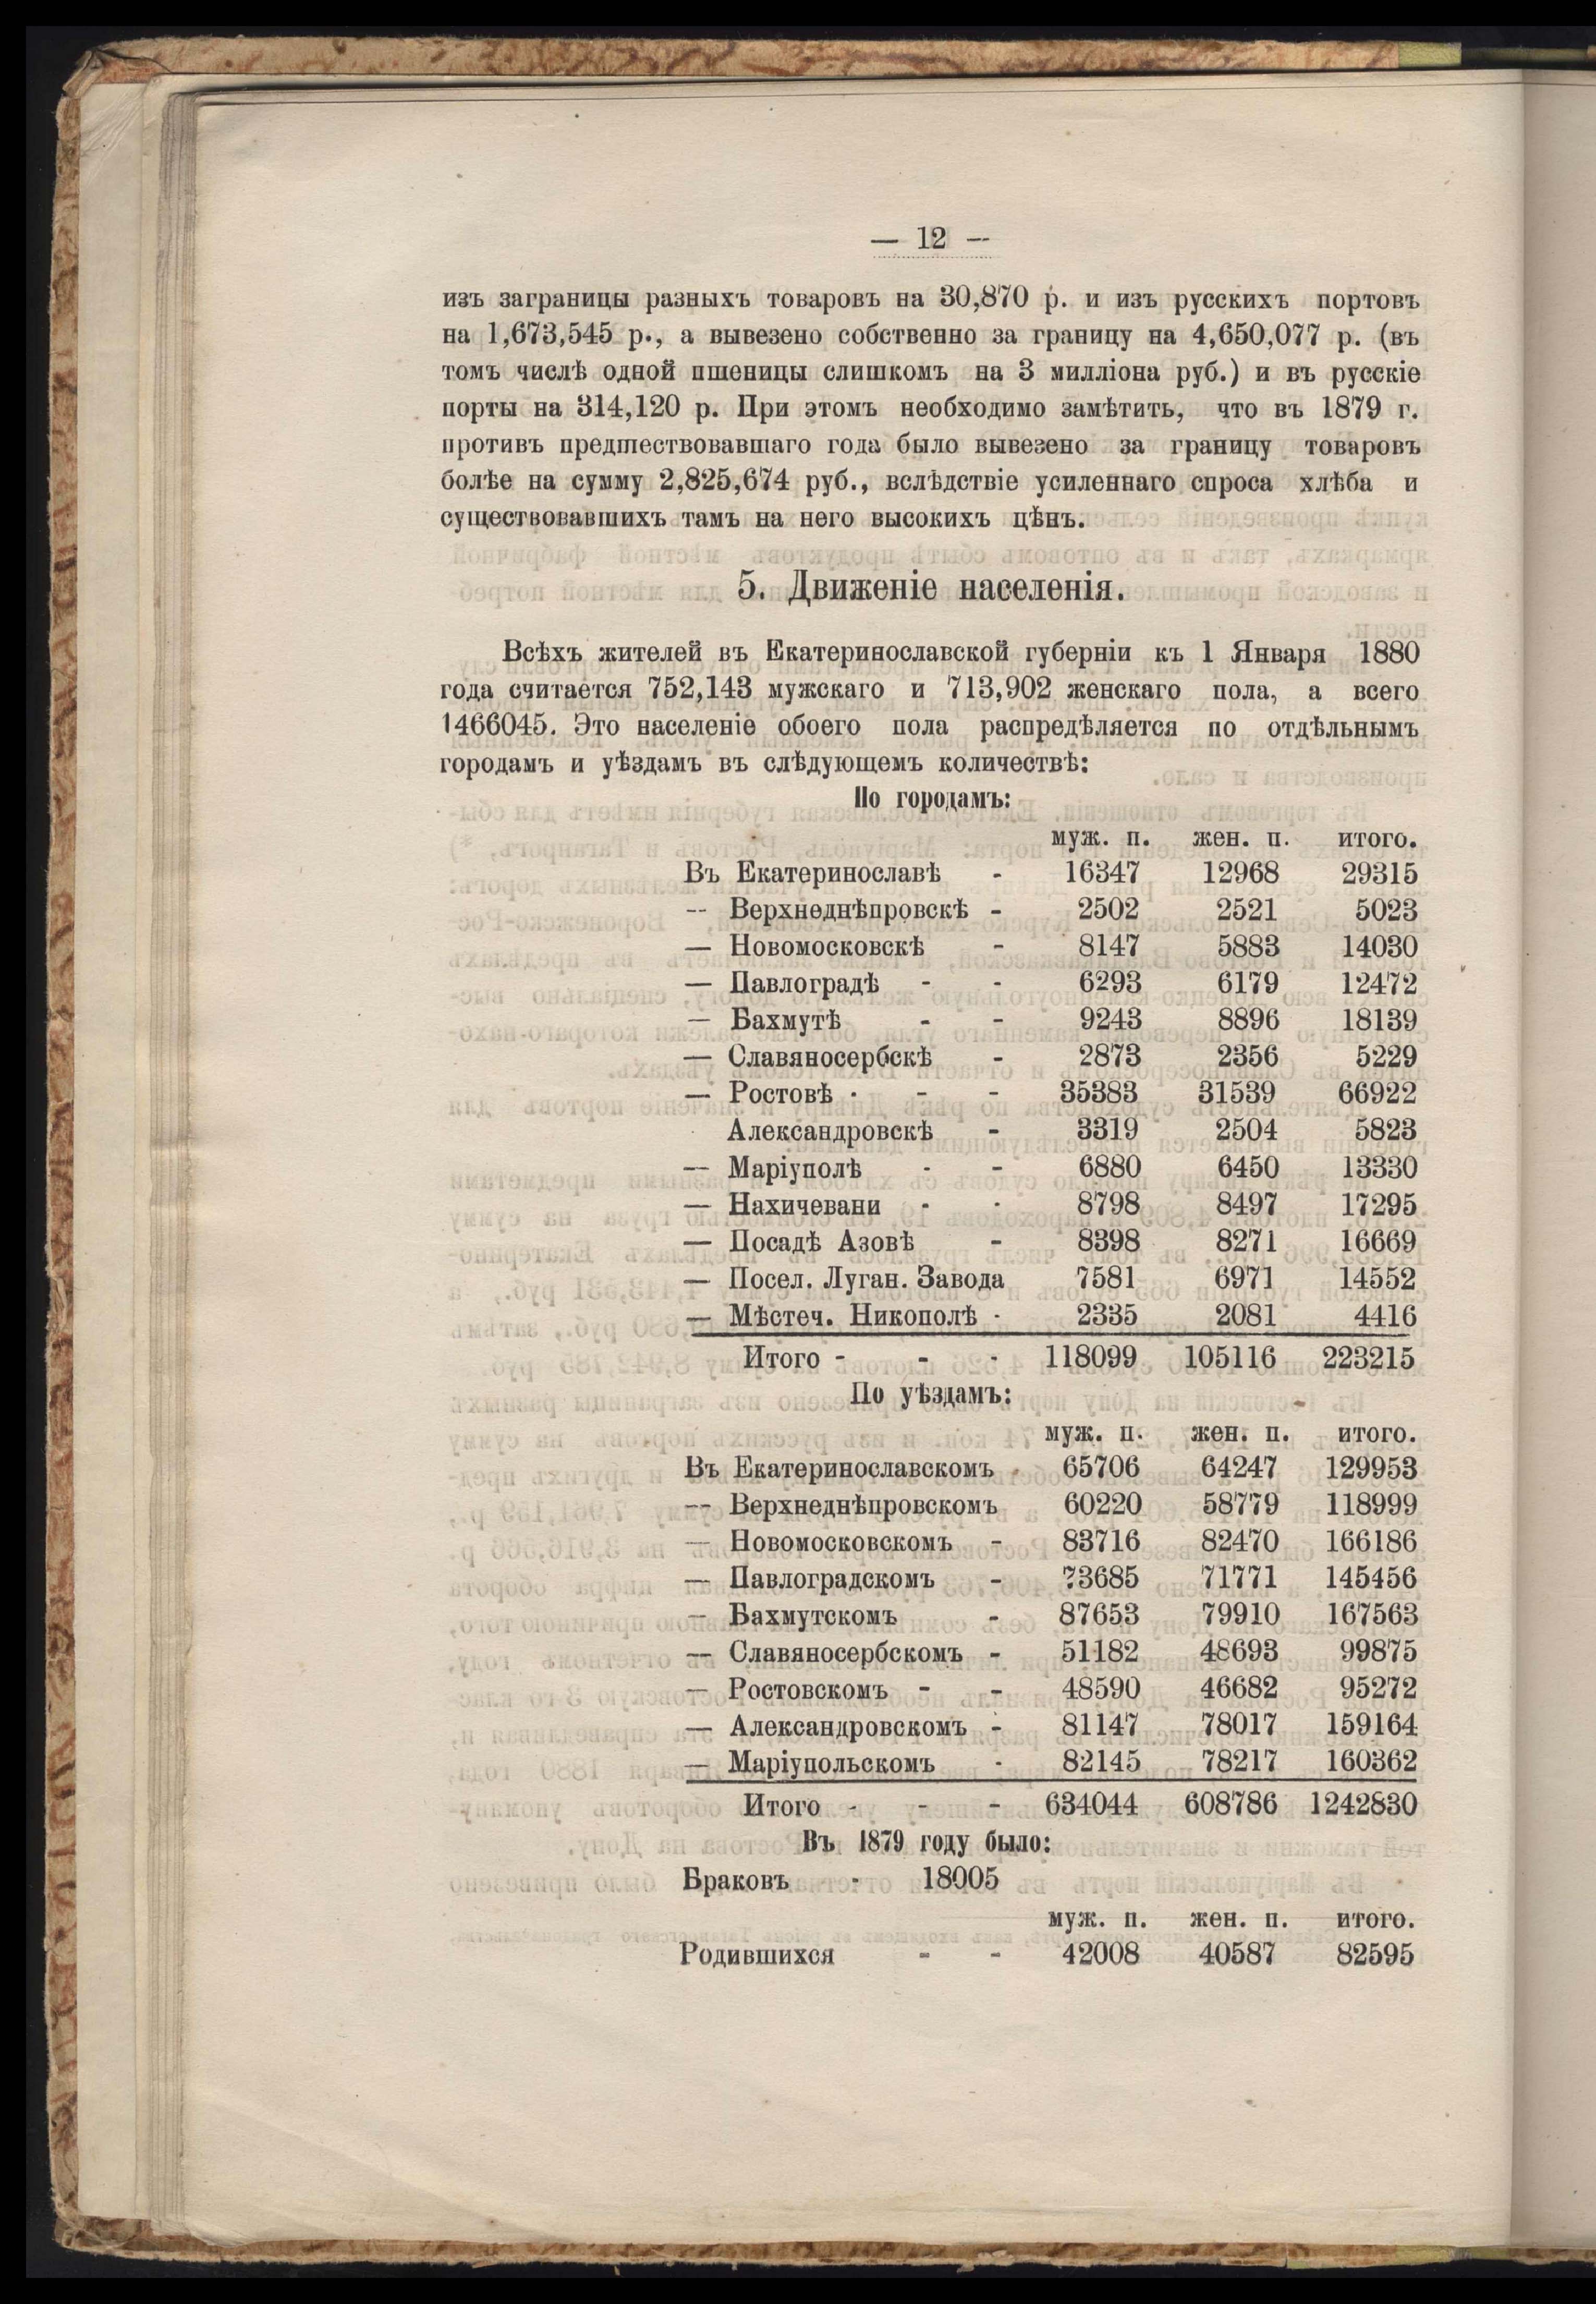 — 12 —
изъ заграницы разныхъ товаровъ на 30,870 р. и изъ русскихъ портовъ
на 1,673,545 р., а вывезено собственно за границу на 4,650,077 р. (въ
томъ числѣ одной пшеницы слишкомъ на 3 милліона руб.) и въ русскіе
порты на 314,120 р. При этомъ необходимо замѣтить, что въ 1879 г.
противъ предшествовавшаго года было вывезено за границу товаровъ
болѣе на сумму 2,825,674 руб., вслѣдствіе усиленнаго спроса хлѣба и
существовавшихъ тамъ на него высокихъ цѣнъ.
5. Движеніе населенія.
Всѣхъ жителей въ Екатеринославской губерніи къ 1 Января 1880
года считается 752,143 мужскаго и 713,902 женскаго пола, а всего
1466045. Это населеніе обоего пола распредѣляется по отдѣльнымъ
городамъ и уѣздамъ въ слѣдующемъ количествѣ:
По городамъ:
муж. п. жен. п. итого.
Въ Екатеринославѣ - 16347 12968 29315
— Верхнеднѣпровскѣ - 2502 2521 5023
— Новомосковскѣ - 8147 5883 14030
— Павлоградѣ - - 6293 6179 12472
— Бахмутѣ - - 9243 8896 18139
— Славяносербскѣ - 2873 2356 5229
— Ростовѣ - - - 35383 31539 66922
Александровскѣ - 3319 2504 5823
— Маріуполѣ - - 6880 6450 13330
— Нахичевани - - 8798 8497 17295
— Посадѣ Азовѣ - 8398 8271 16669
— Посел. Луган. Завода 7581 6971 14552
— Мѣстеч. Никополѣ - 2335 2081 4416
Итого - - - 118099 105116 223215
По уѣздамъ:
муж. п. жен. п. итого.
Въ Екатеринославскомъ - 65706 64247 129953
— Верхнеднѣпровскомъ 60220 58779 118999
— Новомосковскомъ - 83716 82470 166186
— Павлоградскомъ - 73685 71771 145456
— Бахмутскомъ - 87653 79910 167563
— Славяносербскомъ - 51182 48693 99875
— Ростовскомъ - - 48590 46682 95272
— Александровскомъ - 81147 78017 159164
— Маріупольскомъ - 82145 78217 160362
Итого - - - 634044 608786 1242830
Въ 1879 году было:
Браковъ - 18005
муж. п. жен. п. итого.
Родившихся - - 42008 40587 82595